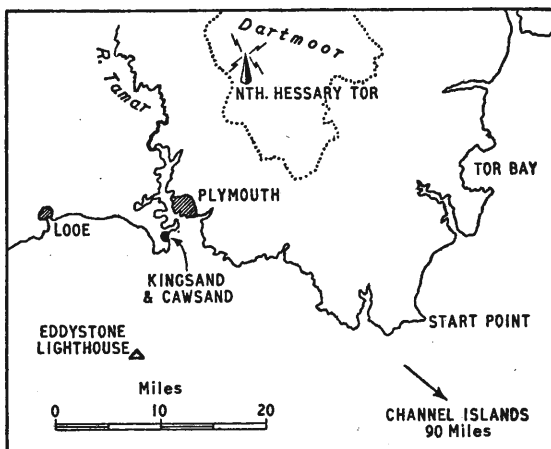 Dartmoor
R. Tamar
NTH. HESSARY TOR
TOR BAY
PLYMOUTH
LOOE
KINGSAND
& CAWSAND
START POINT
EDDYSTONE
LIGHTHOUSE
Miles
0 10 20
CHANNEL ISLANDS
90 Miles